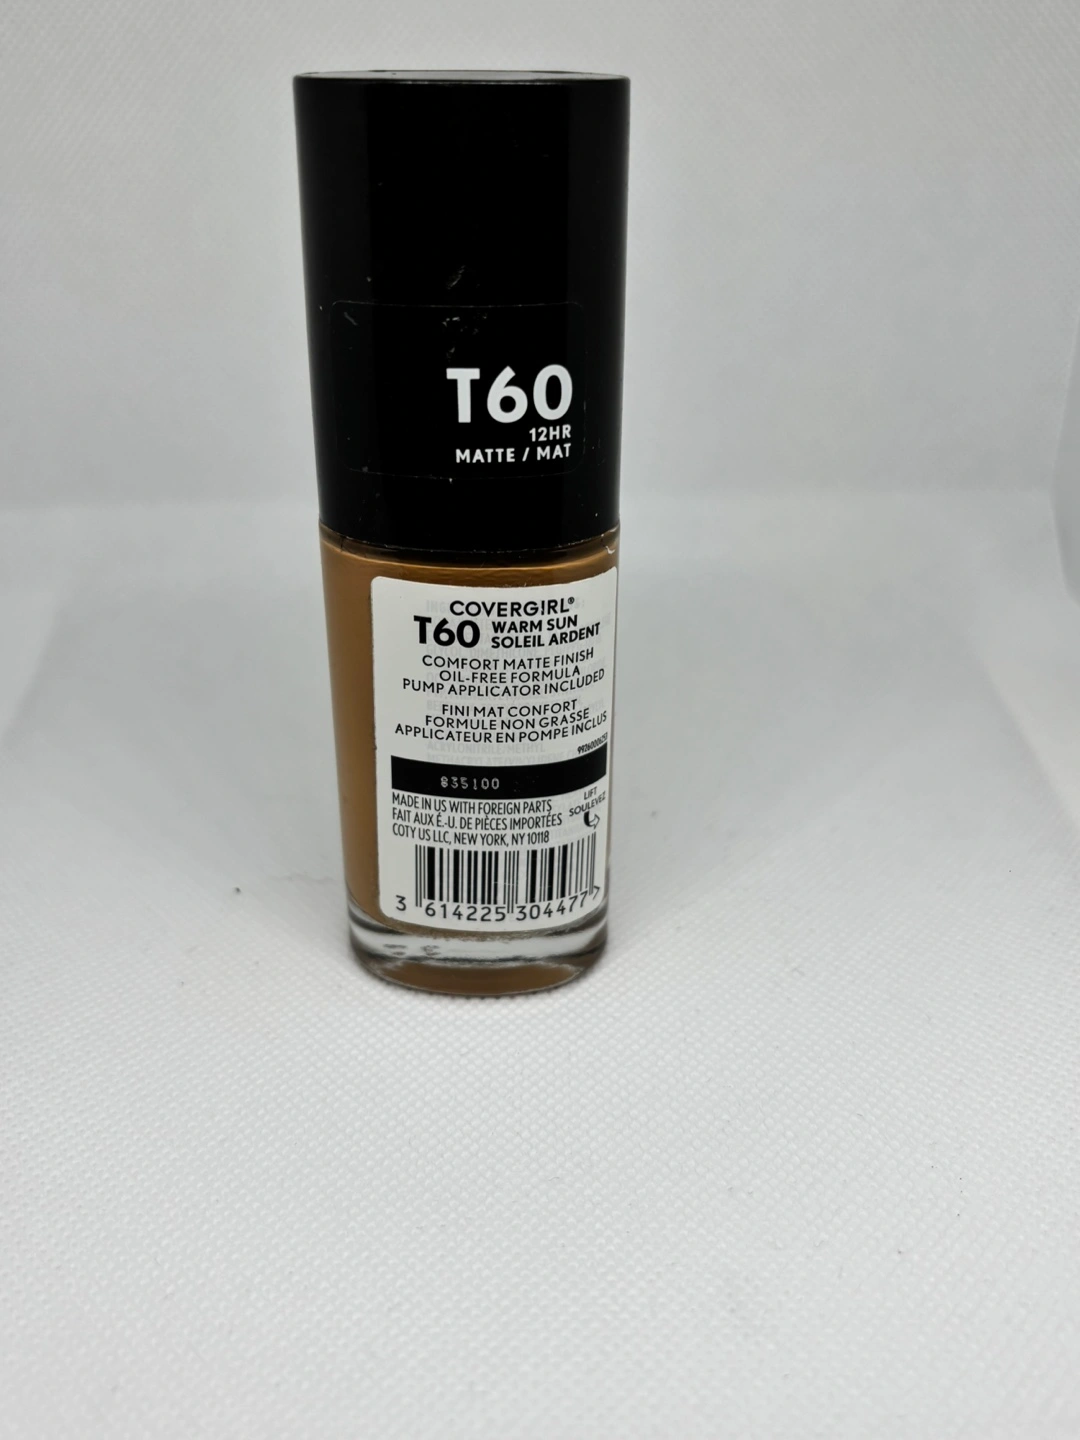 T60
12HR
MATTE / MAT
COVERGIRL®
T60 WARM SUN
SOLEIL ARDENT
COMFORT MATTE FINISH
OIL-FREE FORMULA
PUMP APPLICATOR INCLUDED
FINI MAT CONFORT
FORMULE NON GRASSE
APPLICATEUR EN POMPE INCLUS
835100
MADE IN US WITH FOREIGN PARTS
FAIT AUX É.-U. DE PIÈCES IMPORTÉES
COTY US LLC, NEW YORK, NY 10118
LIFT
SOULEVEZ
3 614225 304477 >